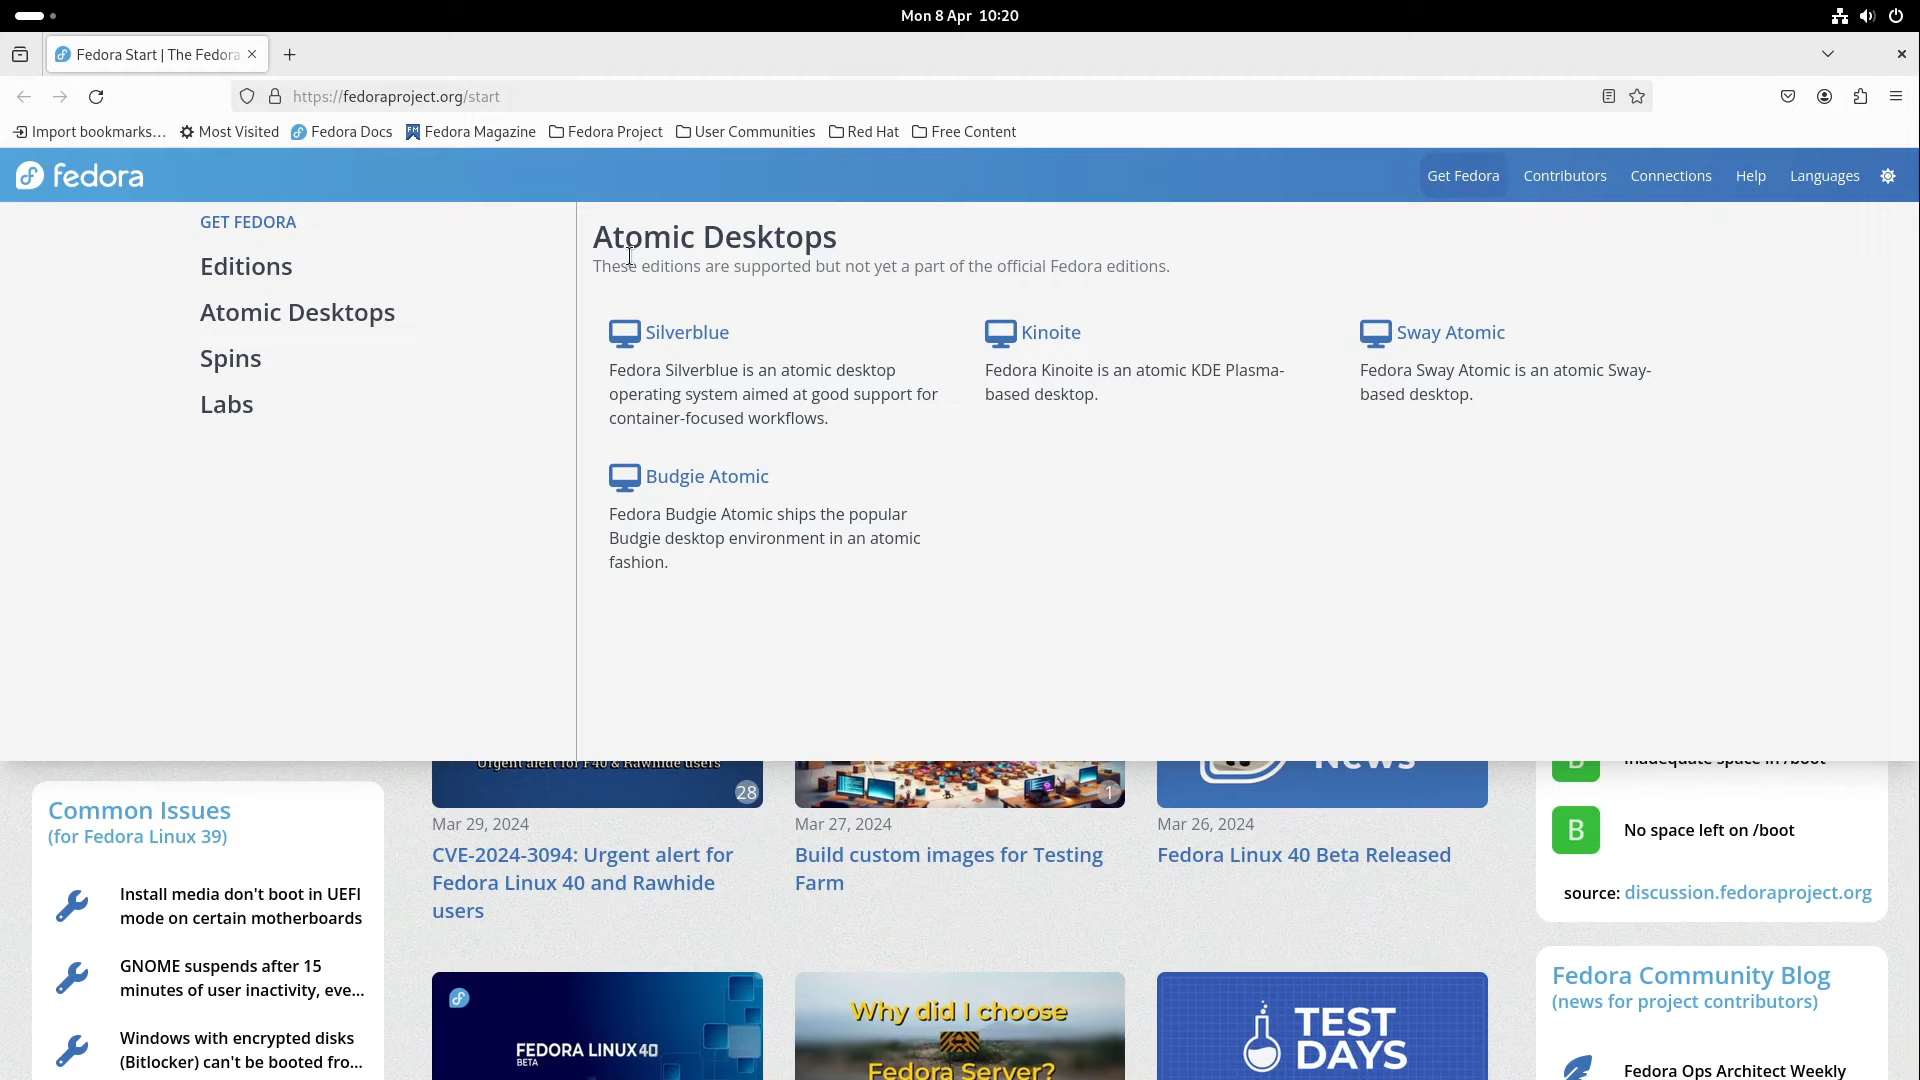 Mon 8 Apr 10:20
Fedora Start | The Fedora
https://fedoraproject.org/start
Import bookmarks… Most Visited Fedora Docs Fedora Magazine Fedora Project User Communities Red Hat Free Content
fedora
Get Fedora Contributors Connections Help Languages
GET FEDORA
Editions
Atomic Desktops
Spins
Labs
Atomic Desktops
These editions are supported but not yet a part of the official Fedora editions.
Silverblue
Fedora Silverblue is an atomic desktop
operating system aimed at good support for
container-focused workflows.
Kinoite
Fedora Kinoite is an atomic KDE Plasma-
based desktop.
Sway Atomic
Fedora Sway Atomic is an atomic Sway-
based desktop.
Budgie Atomic
Fedora Budgie Atomic ships the popular
Budgie desktop environment in an atomic
fashion.
Common Issues
(for Fedora Linux 39)
Install media don't boot in UEFI
mode on certain motherboards
GNOME suspends after 15
minutes of user inactivity, eve…
Windows with encrypted disks
(Bitlocker) can't be booted fro…
Urgent alert for F40 & Rawhide users
28
Mar 29, 2024
CVE-2024-3094: Urgent alert for
Fedora Linux 40 and Rawhide
users
1
Mar 27, 2024
Build custom images for Testing
Farm
News
Mar 26, 2024
Fedora Linux 40 Beta Released
FEDORA LINUX 40
BETA
Why did I choose
Fedora Server?
TEST
DAYS
B
Inadequate space in /boot
B
No space left on /boot
source: discussion.fedoraproject.org
Fedora Community Blog
(news for project contributors)
Fedora Ops Architect Weekly